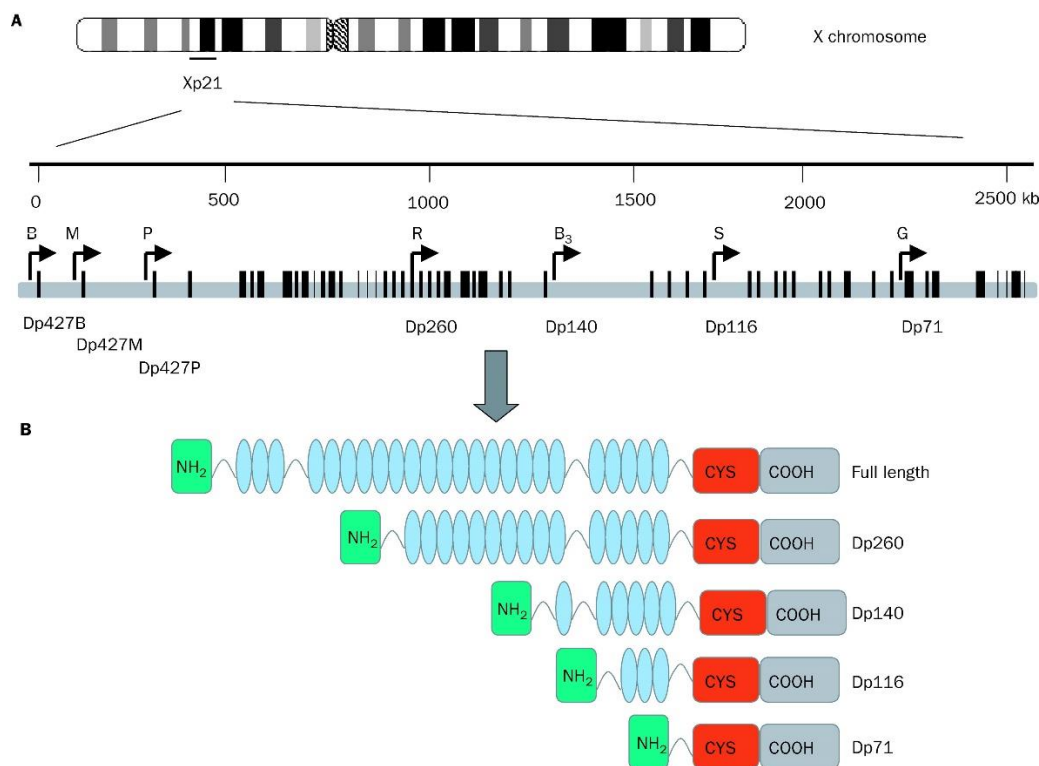 A
X chromosome
Xp21
0 500 1000 1500 2000 2500 kb
B M P R B3 S G
Dp427B Dp260 Dp140 Dp116 Dp71
Dp427M
Dp427P
B
NH2 CYS COOH Full length
NH2 CYS COOH Dp260
NH2 CYS COOH Dp140
NH2 CYS COOH Dp116
NH2 CYS COOH Dp71